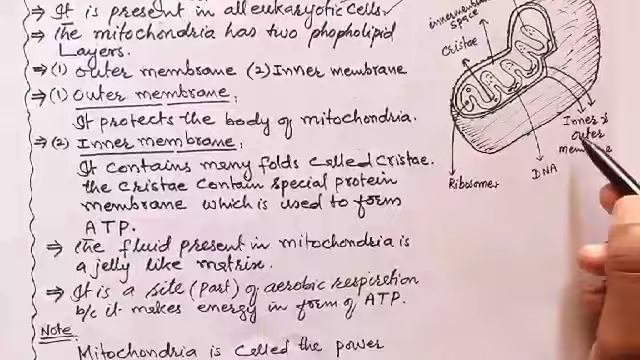 ⇒ It is present in all eukaryotic cells.
⇒ the mitochondria has two phopholipid
Layers.
⇒ (1) outer membrane (2) Inner membrane
⇒ (1) Outer membrane:
It protects the body of mitochondria.
⇒ (2) Inner membrane:
It contains meny folds called cristae.
the cristae contain special protein
membrane which is used to form
ATP.
⇒ the fluid present in mitochondria is
a jelly like matrix.
⇒ It is a site (part) of aerobic respiretion
b/c it makes energy in form of ATP.
Note
Mitochondria is called the power
space
cristae
Inner &
outer
DNA
Ribosomes